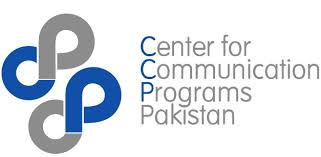 Center for
Communication
Programs
Pakistan